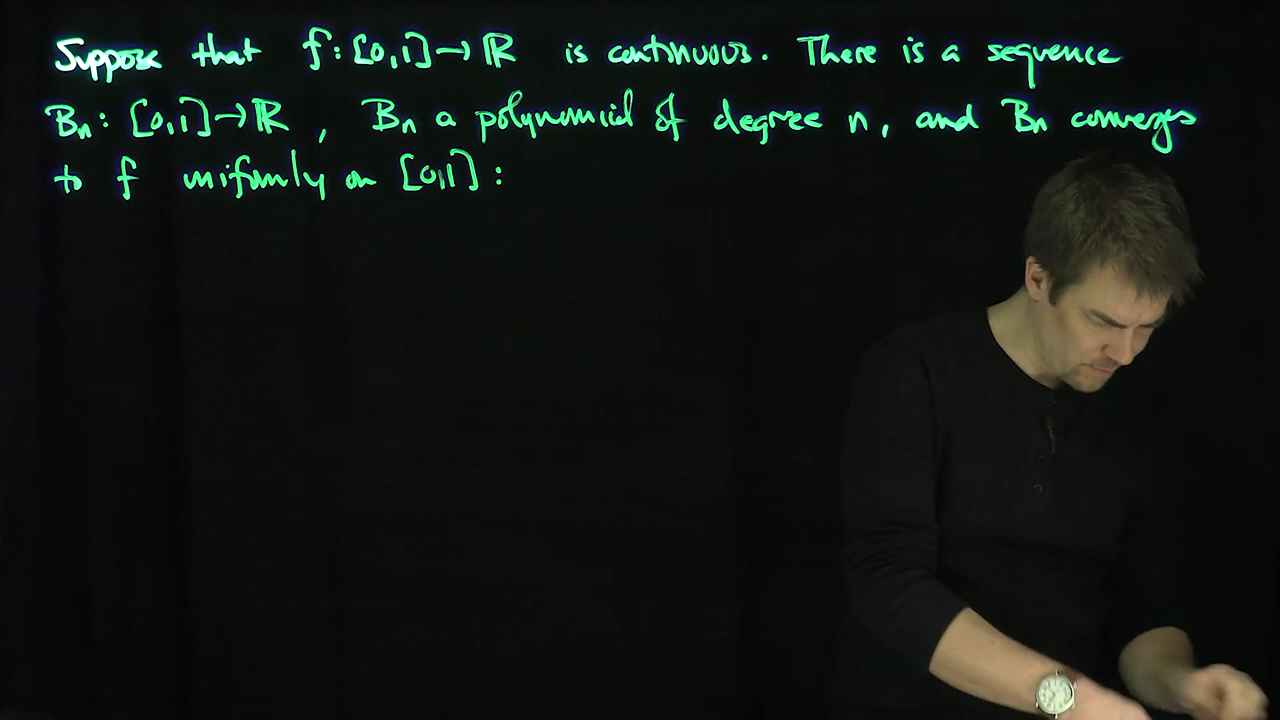 Suppose that f: [0,1] → ℝ is continuous. There is a sequence
Bn: [0,1] → ℝ, Bn a polynomial of degree n, and Bn converges
to f uniformly on [0,1]: